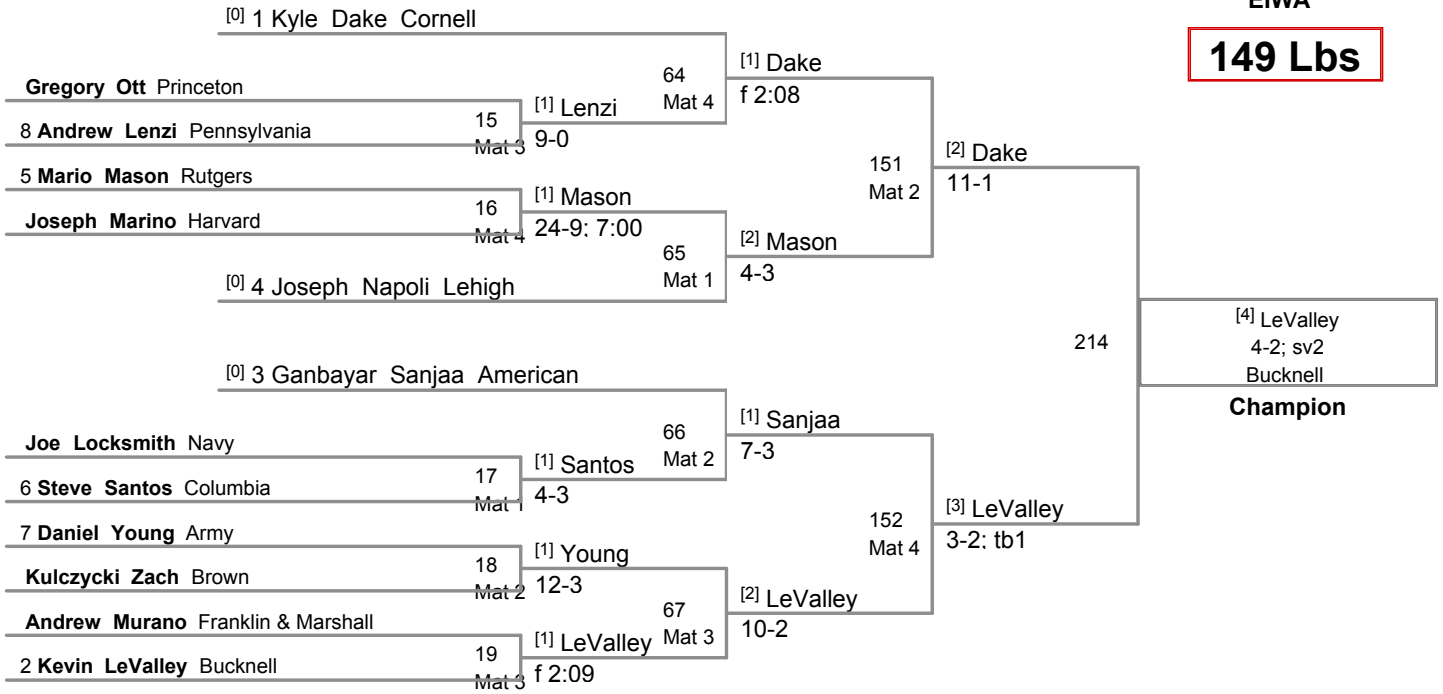 EIWA
149 Lbs
[0] 1 Kyle Dake Cornell
Gregory Ott Princeton
8 Andrew Lenzi Pennsylvania
15
Mat 3
[1] Lenzi
9-0
64
Mat 4
[1] Dake
f 2:08
5 Mario Mason Rutgers
Joseph Marino Harvard
16
Mat 4
[1] Mason
24-9; 7:00
[0] 4 Joseph Napoli Lehigh
65
Mat 1
[2] Mason
4-3
151
Mat 2
[2] Dake
11-1
[0] 3 Ganbayar Sanjaa American
Joe Locksmith Navy
6 Steve Santos Columbia
17
Mat 1
[1] Santos
4-3
66
Mat 2
[1] Sanjaa
7-3
7 Daniel Young Army
Kulczycki Zach Brown
18
Mat 2
[1] Young
12-3
Andrew Murano Franklin & Marshall
2 Kevin LeValley Bucknell
19
Mat 3
[1] LeValley
f 2:09
67
Mat 3
[2] LeValley
10-2
152
Mat 4
[3] LeValley
3-2; tb1
214
[4] LeValley
4-2; sv2
Bucknell
Champion